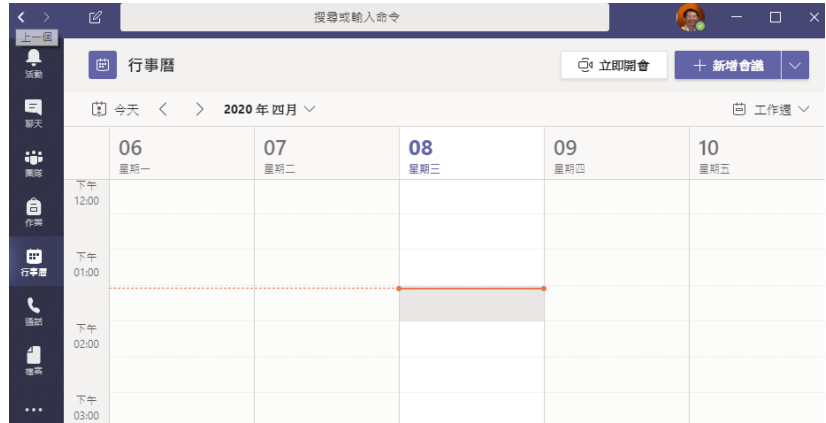 搜尋或輸入命令
上一個
活動
聊天
團隊
作業
行事曆
通話
檔案
行事曆
立即開會
新增會議
今天
2020 年 四月
工作週
06
星期一
07
星期二
08
星期三
09
星期四
10
星期五
下午
12:00
下午
01:00
下午
02:00
下午
03:00